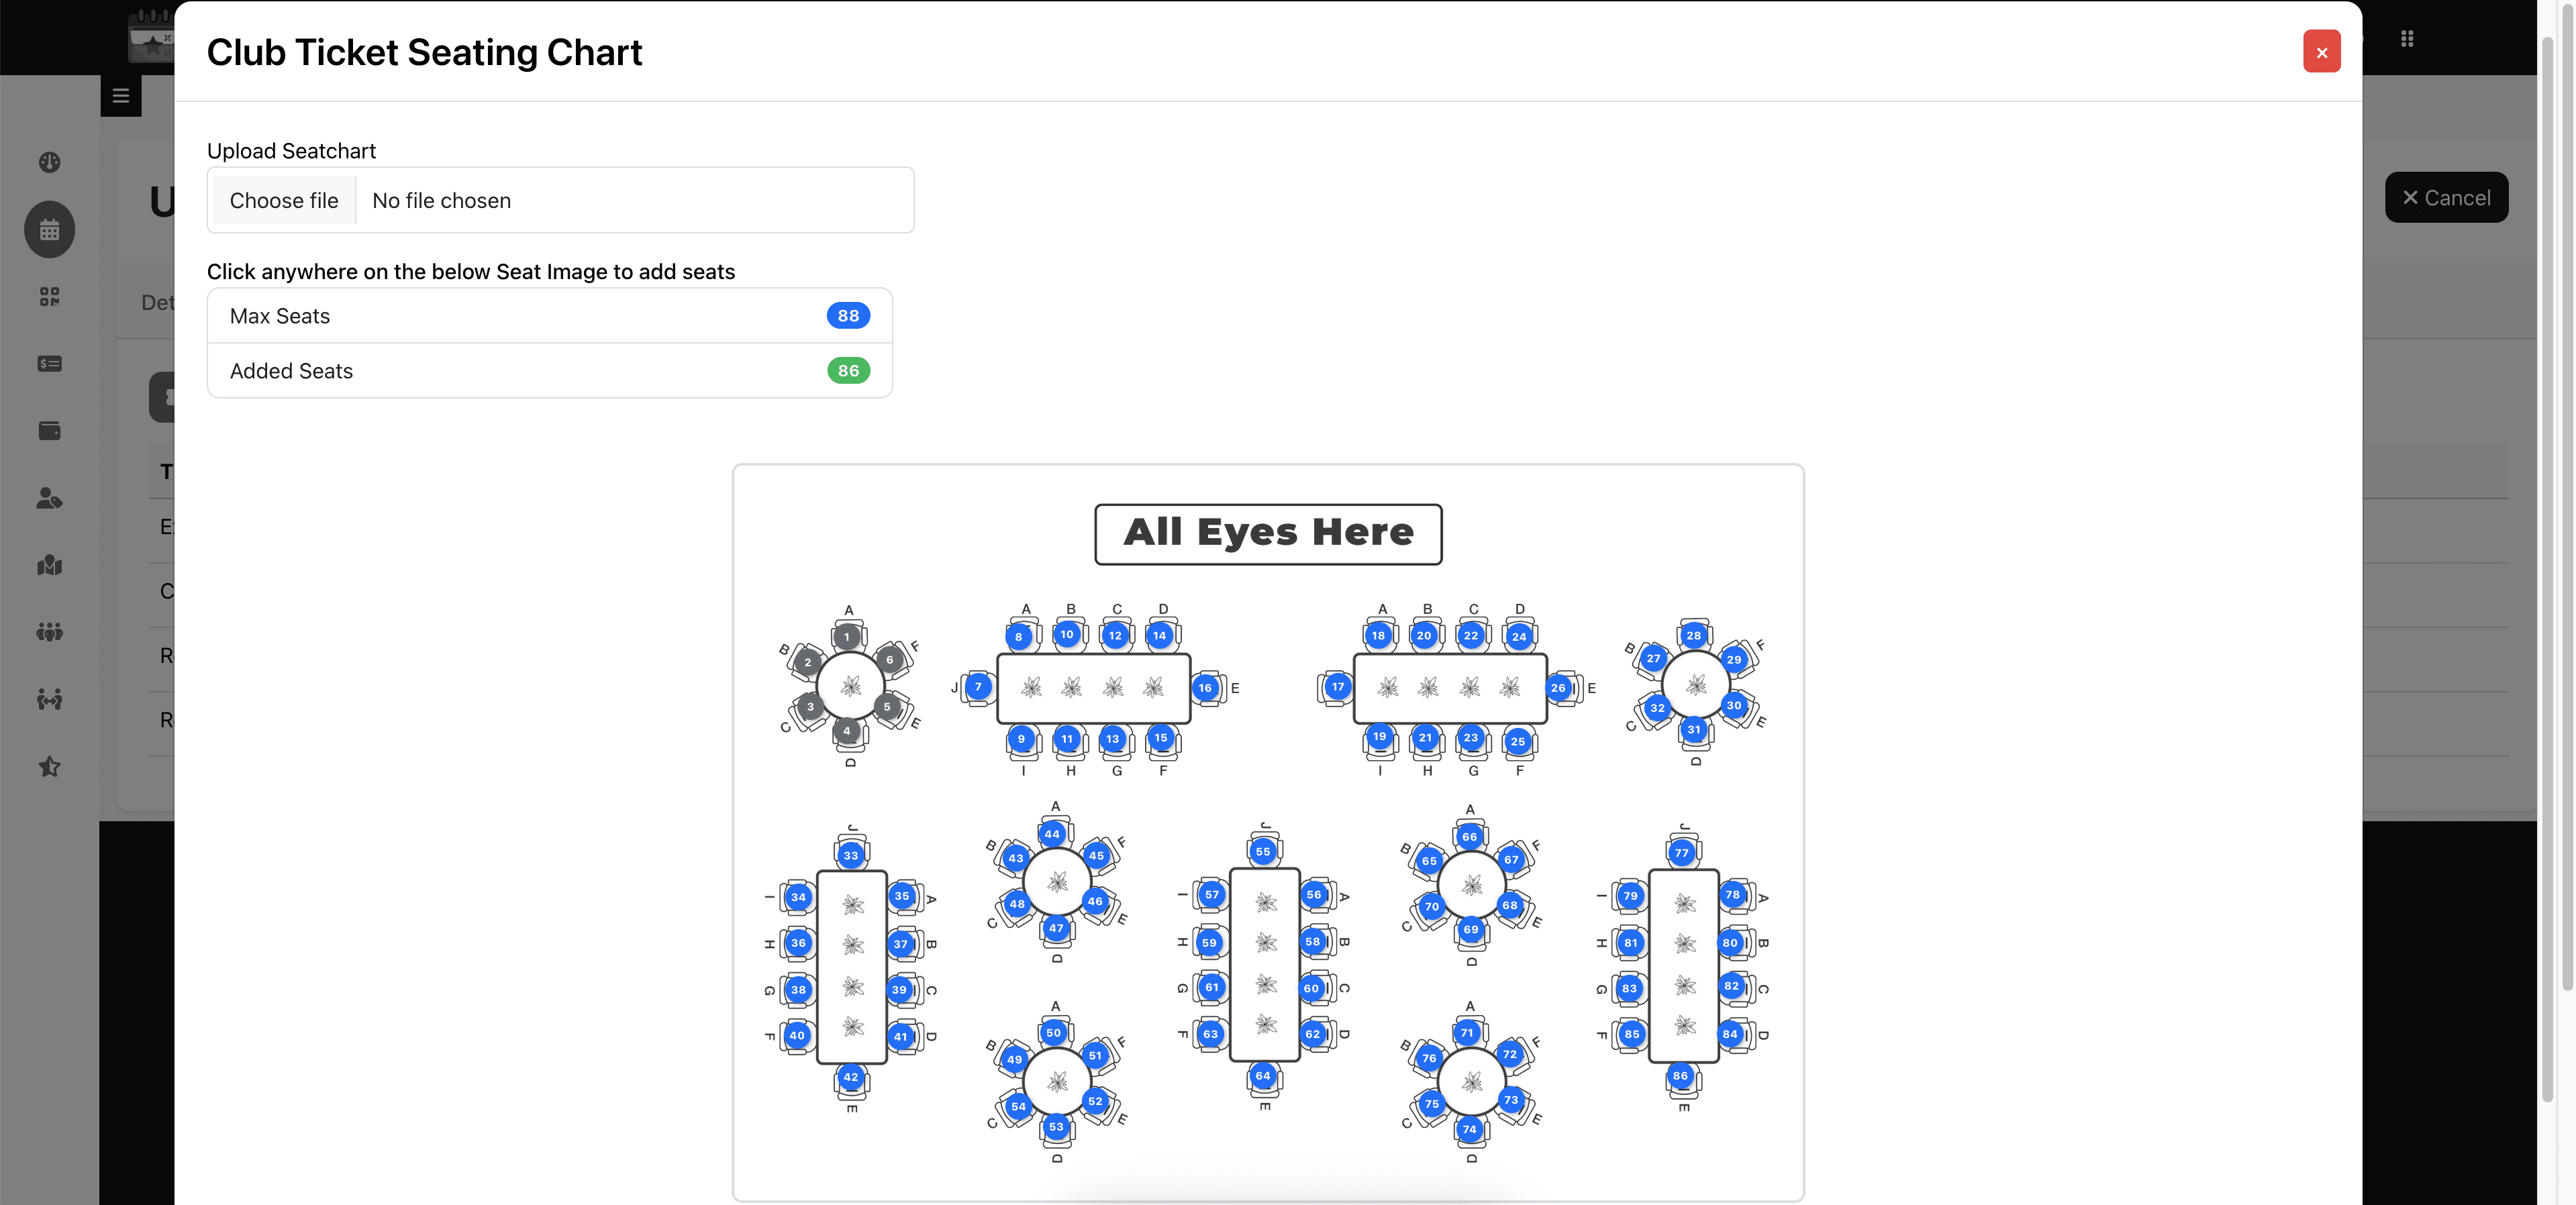 Club Ticket Seating Chart
×
U
Cancel
Det
Upload Seatchart
Choose file No file chosen
Click anywhere on the below Seat Image to add seats
Max Seats 88
Added Seats 86
T
E
C
R
R
All Eyes Here
A A B C D A B C D
1 8 10 12 14 18 20 22 24 28
B 2 6 F B 27 29 F
J 7 16 E 17 26 E
C 3 5 E C 32 30 E
4 9 11 13 15 19 21 23 25 31
D I H G F I H G F D
J A J A J
33 44 55 66 77
B 43 45 F B 65 67 F
I 34 35 A C 48 46 E I 57 56 A C 70 68 E I 79 78 A
47 69
H 36 37 B D H 59 58 B D H 81 80 B
G 38 39 C A G 61 60 C A G 83 82 C
F 40 41 D 50 F 63 62 D 71 F 85 84 D
B 49 51 F B 76 72 F
42 64 86
E C 54 52 E E C 75 73 E E
53 74
D D